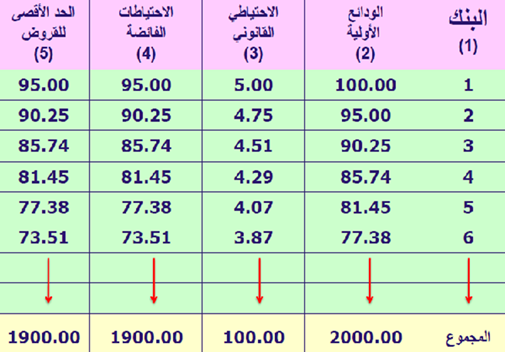 البنك (1) الودائع الأولية (2) الاحتياطي القانوني (3) الاحتياطات الفائضة (4) الحد الأقصى للقروض (5)
1 100.00 5.00 95.00 95.00
2 95.00 4.75 90.25 90.25
3 90.25 4.51 85.74 85.74
4 85.74 4.29 81.45 81.45
5 81.45 4.07 77.38 77.38
6 77.38 3.87 73.51 73.51
المجموع 2000.00 100.00 1900.00 1900.00